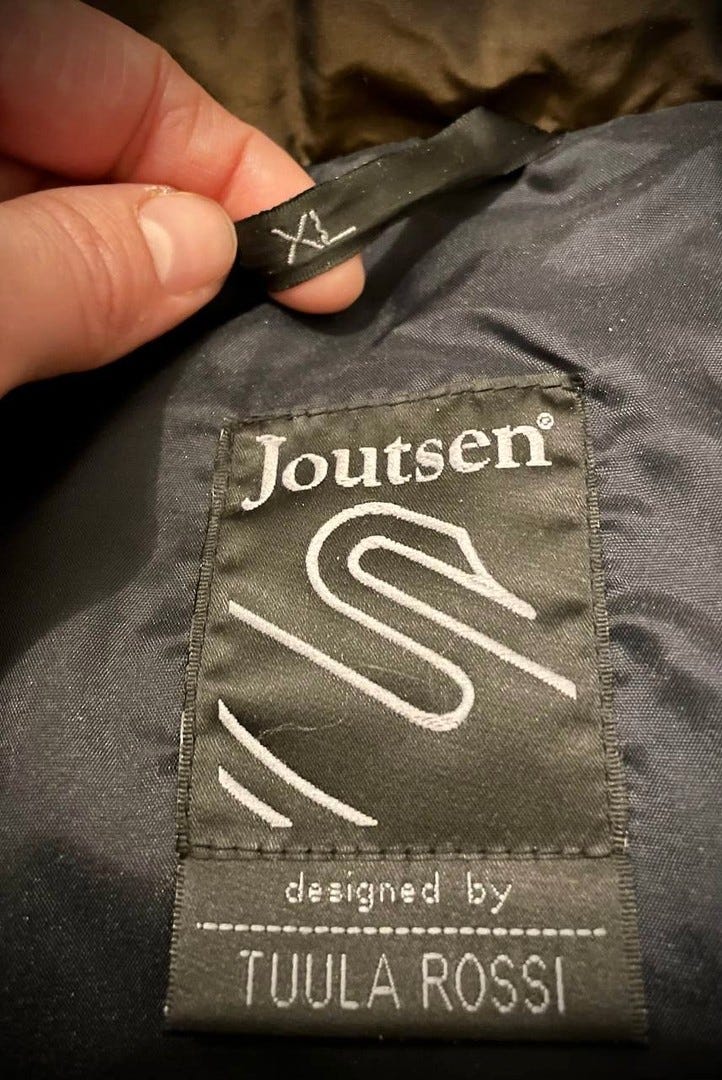 XL
Joutsen®
designed by
TUULA ROSSI